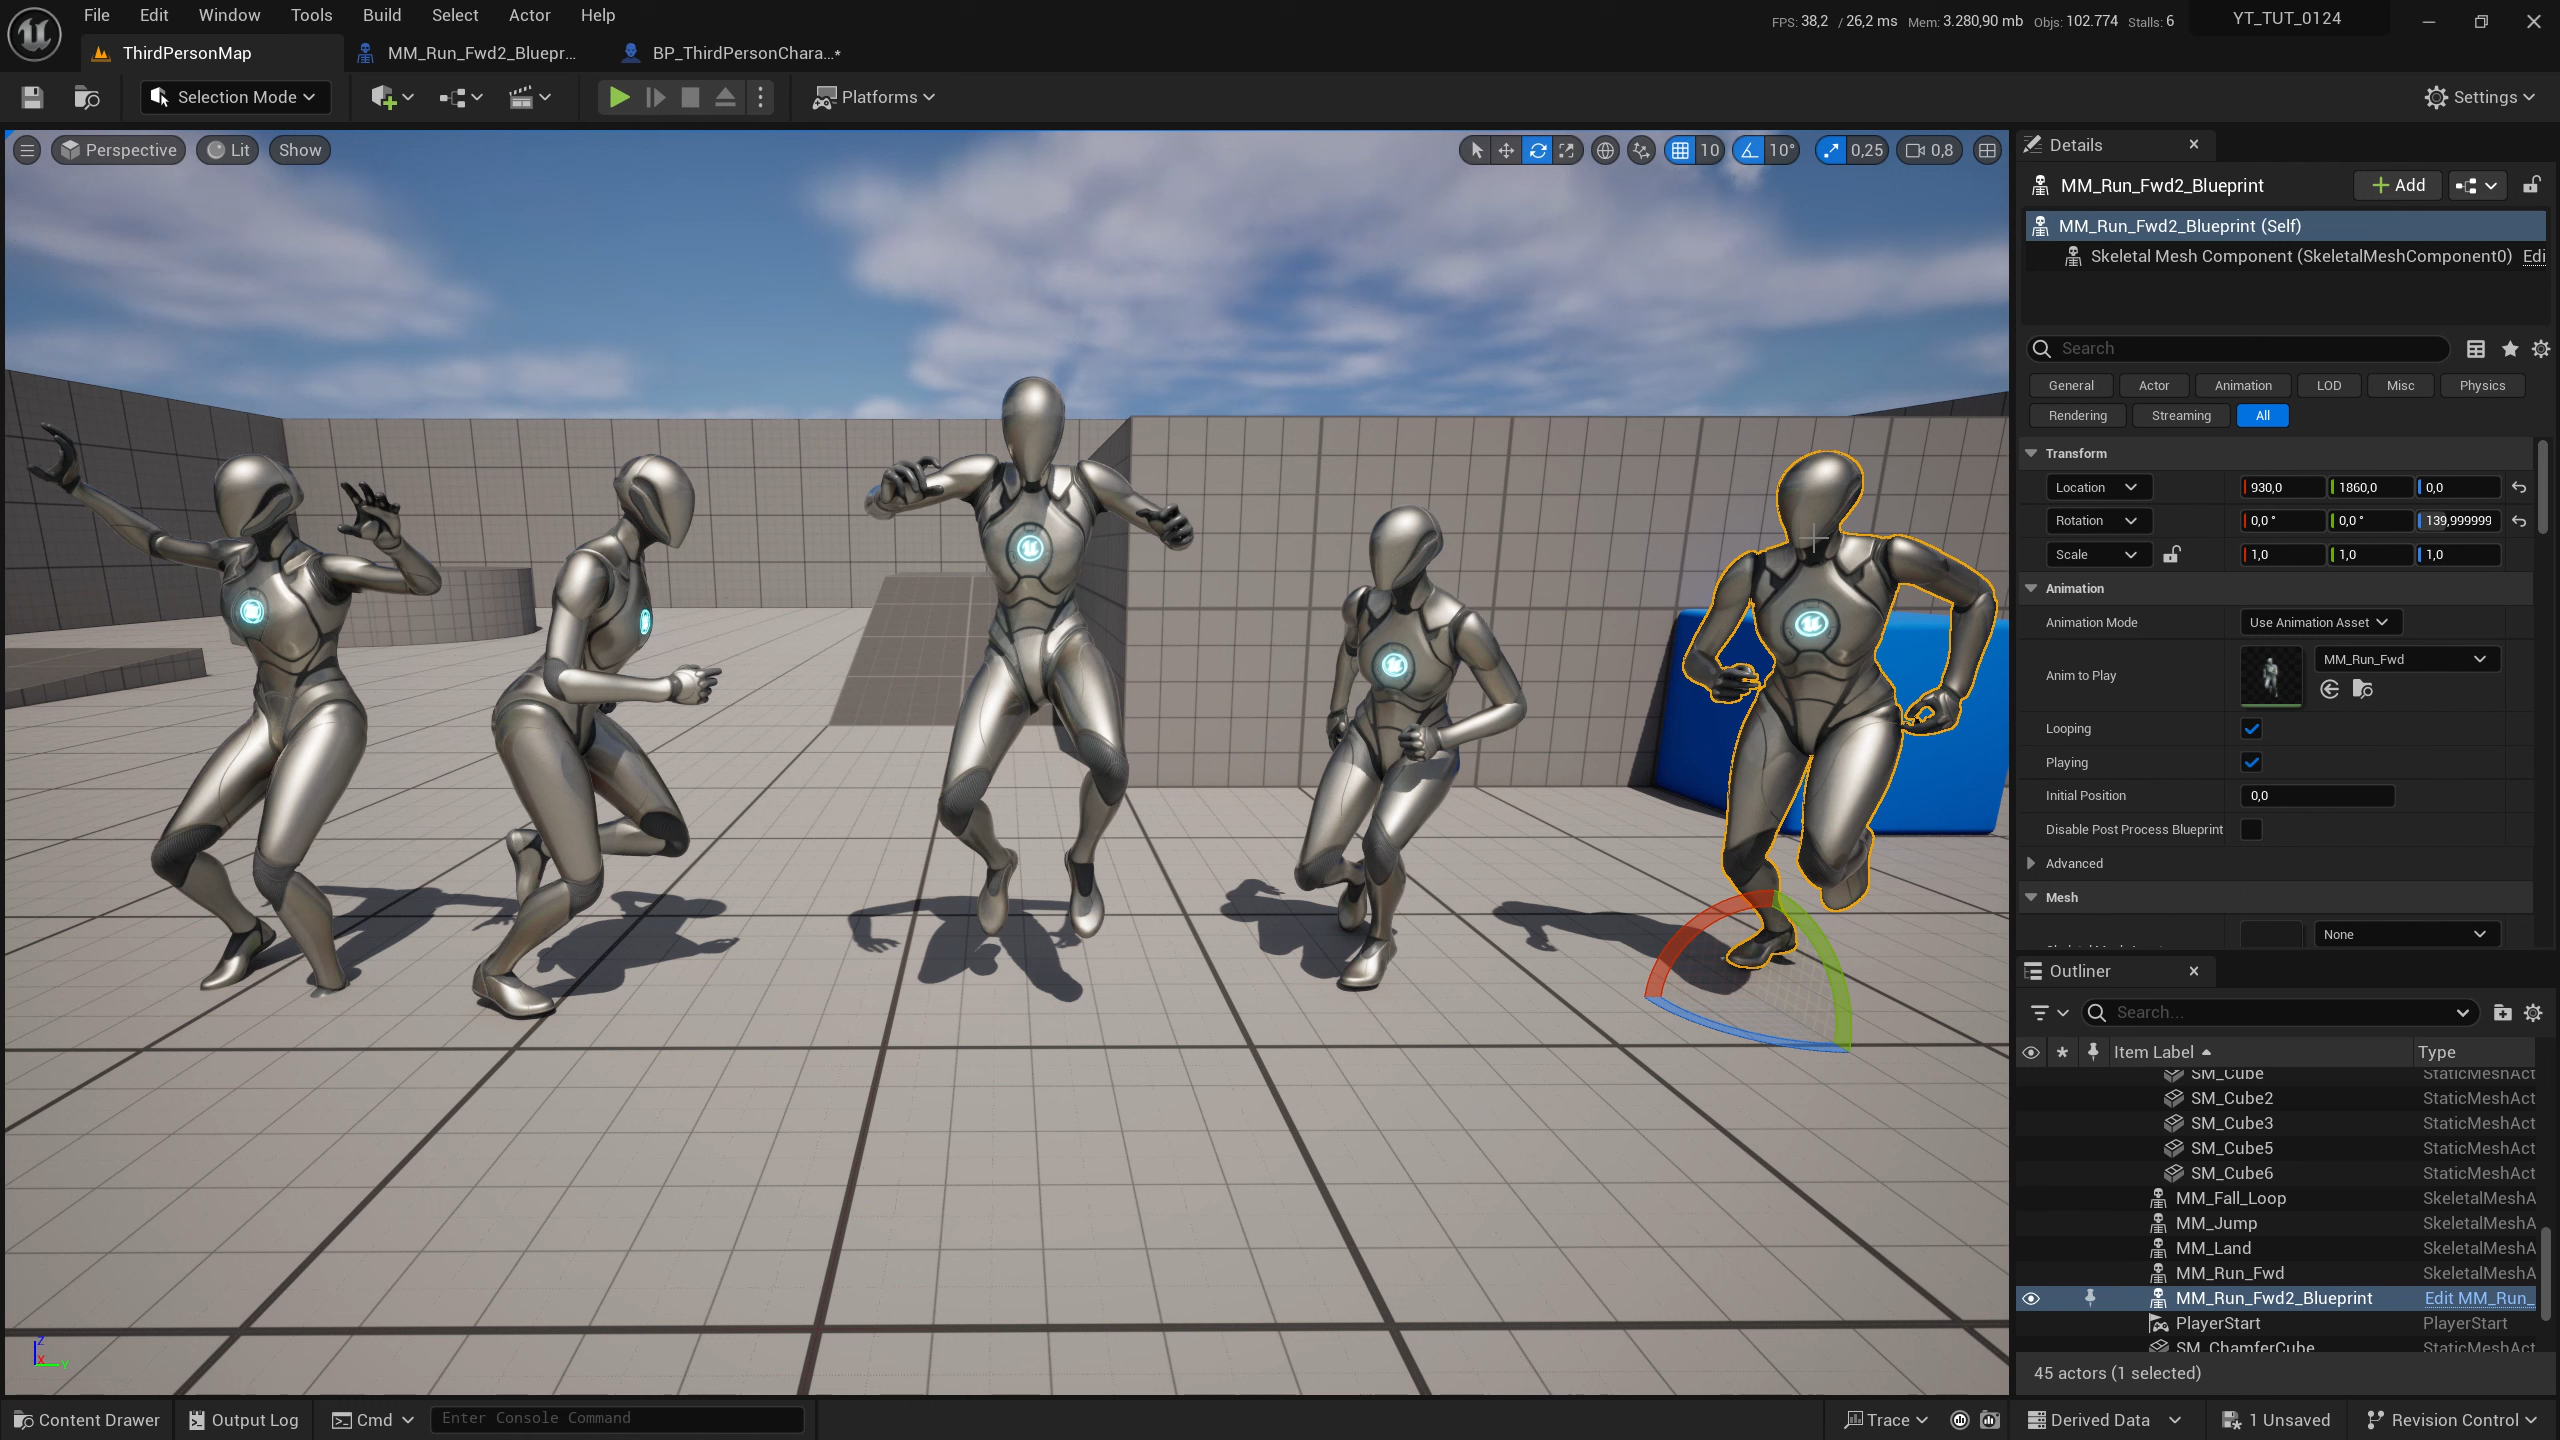 File Edit Window Tools Build Select Actor Help
FPS: 38,2 / 26,2 ms Mem: 3.280,90 mb Objs: 102.774 Stalls: 6
YT_TUT_0124
ThirdPersonMap
MM_Run_Fwd2_Bluepr...
BP_ThirdPersonChara...*
Selection Mode
Platforms
Settings
Perspective
Lit
Show
10
10°
0,25
0,8
Details
MM_Run_Fwd2_Blueprint
Add
MM_Run_Fwd2_Blueprint (Self)
Skeletal Mesh Component (SkeletalMeshComponent0) Edi
Search
General Actor Animation LOD Misc Physics
Rendering Streaming All
Transform
Location 930,0 1860,0 0,0
Rotation 0,0 ° 0,0 ° 139,999999
Scale 1,0 1,0 1,0
Animation
Animation Mode Use Animation Asset
Anim to Play MM_Run_Fwd
Looping
Playing
Initial Position 0,0
Disable Post Process Blueprint
Advanced
Mesh
None
Outliner
Search...
Item Label Type
SM_Cube StaticMeshAct
SM_Cube2 StaticMeshAct
SM_Cube3 StaticMeshAct
SM_Cube5 StaticMeshAct
SM_Cube6 StaticMeshAct
MM_Fall_Loop SkeletalMeshA
MM_Jump SkeletalMeshA
MM_Land SkeletalMeshA
MM_Run_Fwd SkeletalMeshA
MM_Run_Fwd2_Blueprint Edit MM_Run_
PlayerStart PlayerStart
SM_ChamferCube StaticMeshAct
45 actors (1 selected)
Z
X
Y
Content Drawer
Output Log
Cmd
Enter Console Command
Trace
Derived Data
1 Unsaved
Revision Control